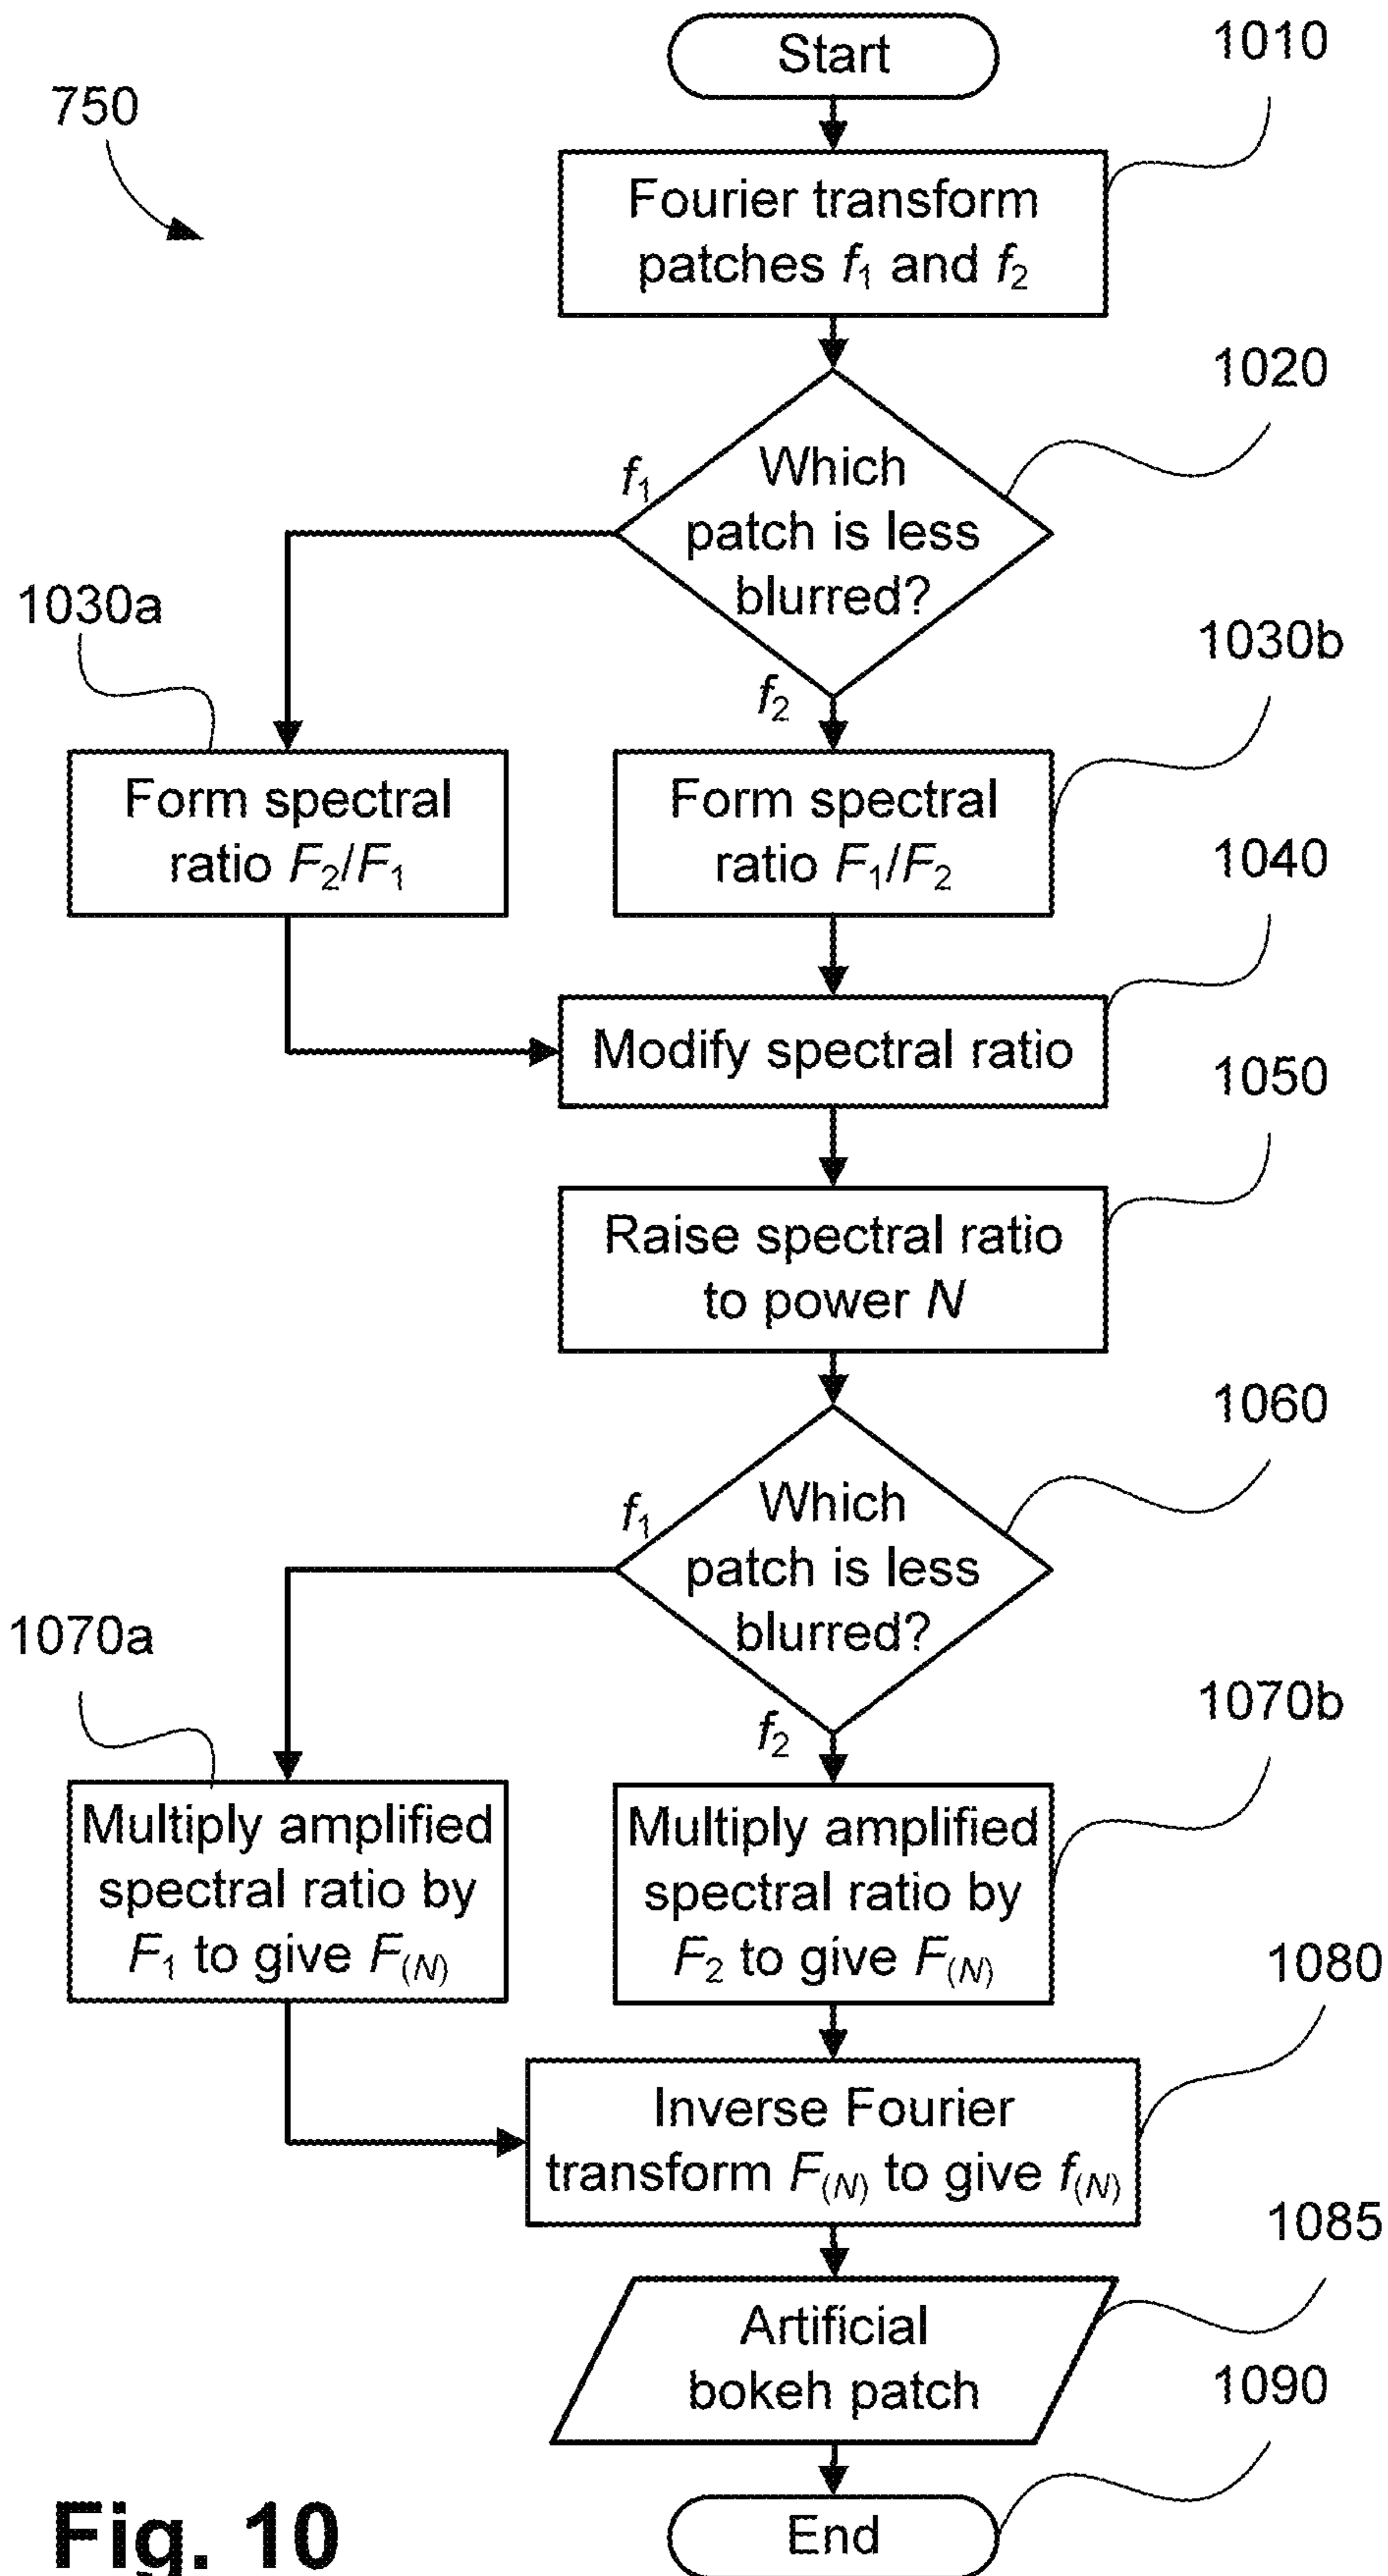 Start
1010
750
Fourier transform
patches f₁ and f₂
1020
f₁
Which
patch is less
blurred?
1030a
1030b
f₂
Form spectral
ratio F₂/F₁
Form spectral
ratio F₁/F₂
1040
Modify spectral ratio
1050
Raise spectral ratio
to power N
1060
f₁
Which
patch is less
blurred?
1070a
1070b
f₂
Multiply amplified
spectral ratio by
F₁ to give F₍N₎
Multiply amplified
spectral ratio by
F₂ to give F₍N₎
1080
Inverse Fourier
transform F₍N₎ to give f₍N₎
1085
Artificial
bokeh patch
1090
End
Fig. 10